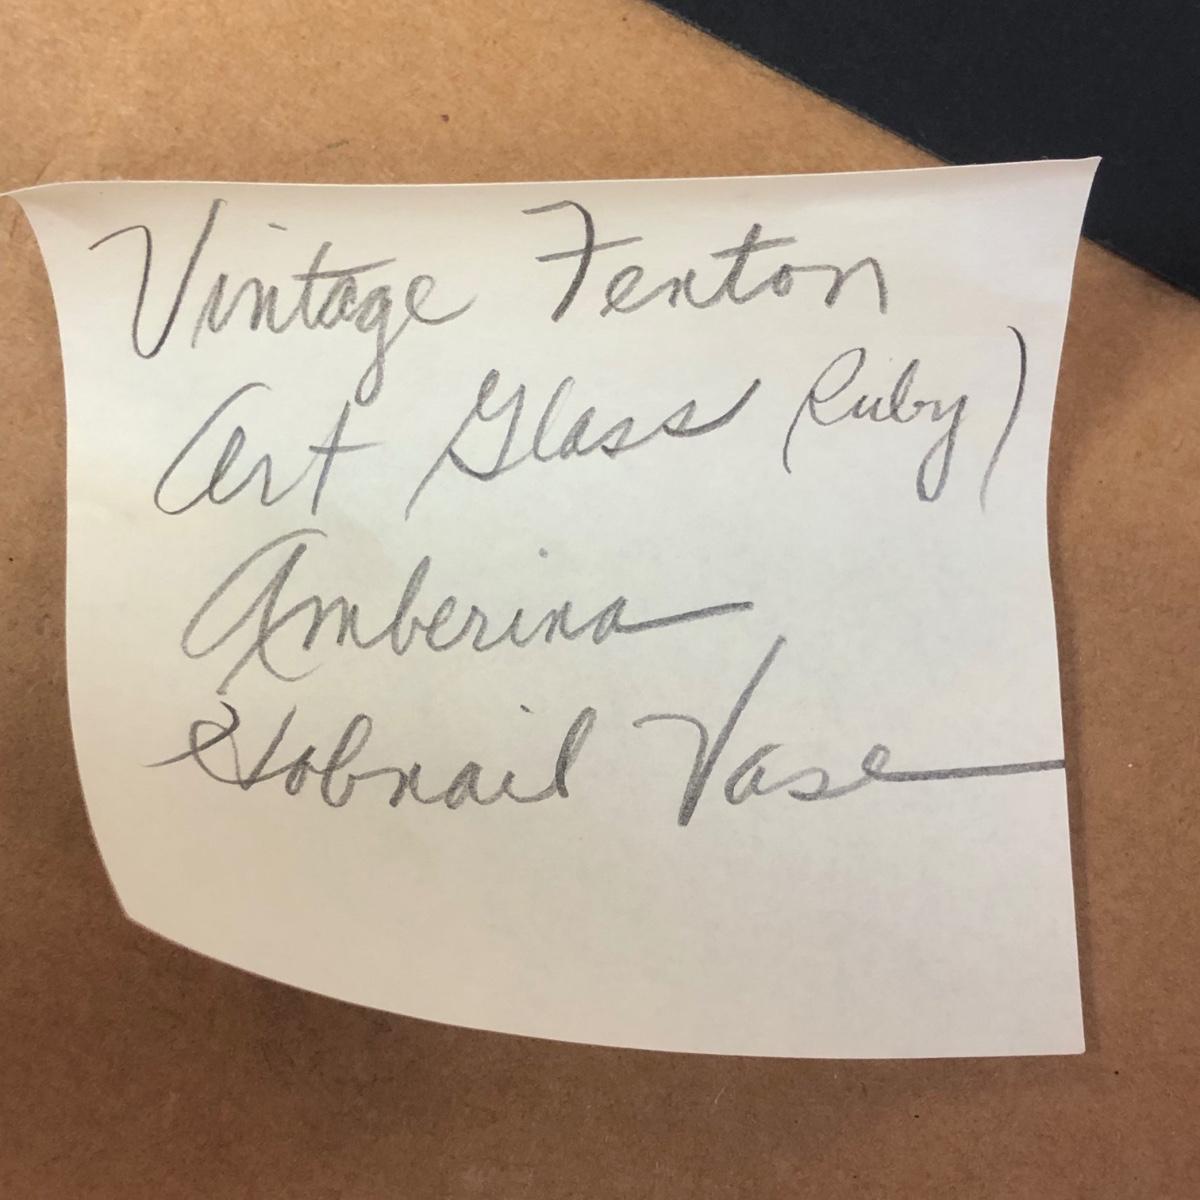 Vintage Fenton
Art Glass (Ruby)
Amberina
Hobnail Vase